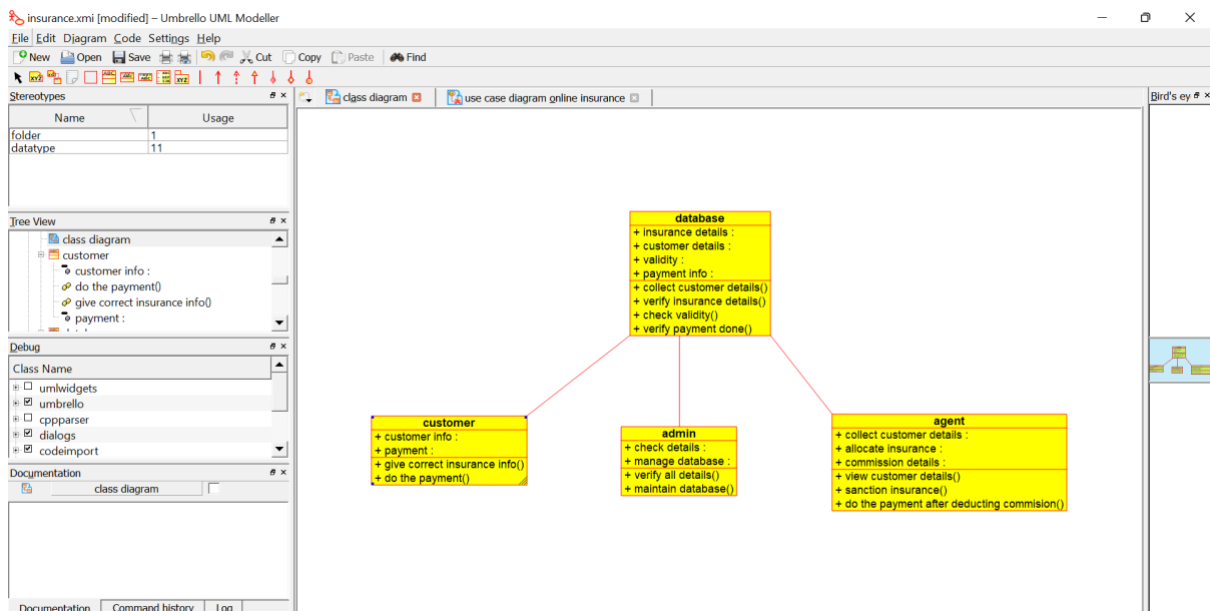 insurance.xmi [modified] – Umbrello UML Modeller
File Edit Diagram Code Settings Help
New Open Save Cut Copy Paste Find
Stereotypes
Name Usage
folder 1
datatype 11
Tree View
class diagram
customer
customer info :
do the payment()
give correct insurance info()
payment :
Debug
Class Name
umlwidgets
umbrello
cppparser
dialogs
codeimport
Documentation
class diagram
Documentation Command history Log
class diagram use case diagram online insurance
Bird's ey
database
+ insurance details :
+ customer details :
+ validity :
+ payment info :
+ collect customer details()
+ verify insurance details()
+ check validity()
+ verify payment done()
customer
+ customer info :
+ payment :
+ give correct insurance info()
+ do the payment()
admin
+ check details :
+ manage database :
+ verify all details()
+ maintain database()
agent
+ collect customer details :
+ allocate insurance :
+ commission details :
+ view customer details()
+ sanction insurance()
+ do the payment after deducting commision()